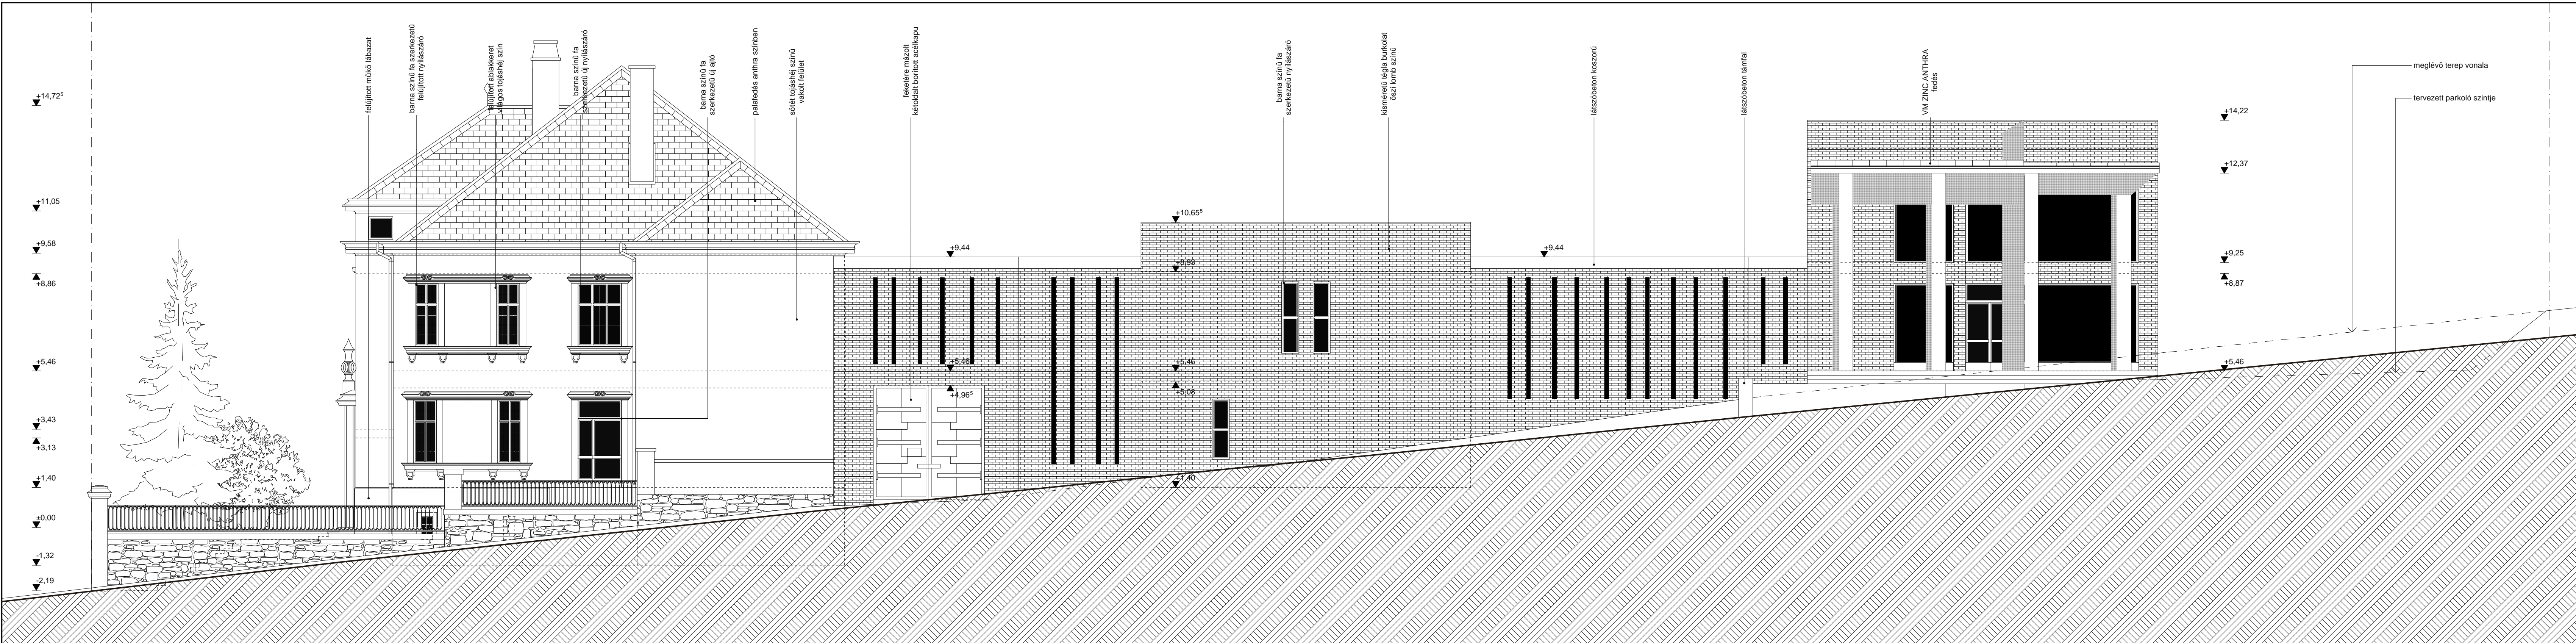 felújított műkő lábazat
barna színű fa szerkezetű
felújított nyílászáró
felújított ablakkeret
világos tojáshéj szín
barna színű fa
szerkezetű új nyílászáró
barna színű fa
szerkezetű új ajtó
palafedés anthra színben
sötét tojáshéj színű
vakolt felület
feketére mázolt
kétoldalt borított acélkapu
barna színű fa
szerkezetű nyílászáró
kisméretű tégla burkolat
őszi lomb színű
látszóbeton koszorú
látszóbeton támfal
VM ZINC ANTHRA
fedés
meglévő terep vonala
tervezett parkoló szintje
+14,72⁵
+11,05
+9,58
+8,86
+5,46
+3,43
+3,13
+1,40
±0,00
-1,32
-2,19
+9,44
+5,46
+4,96⁵
+10,65⁵
+8,93
+5,46
+5,08
+1,40
+9,44
+14,22
+12,37
+9,25
+8,87
+5,46